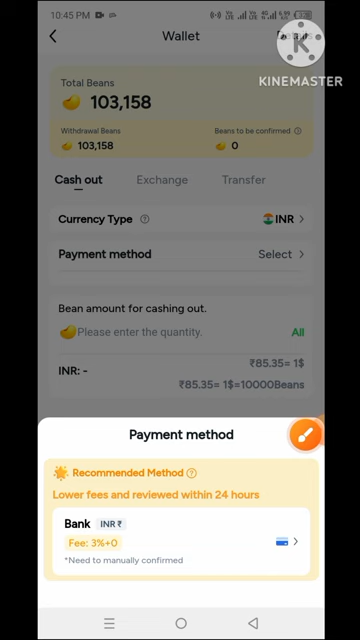 10:45 PM
Wallet
KINEMASTER
Total Beans
103,158
Withdrawal Beans
Beans to be confirmed
103,158
0
Cash out
Exchange
Transfer
Currency Type
INR
Payment method
Select
Bean amount for cashing out.
Please enter the quantity.
All
INR: -
₹85.35= 1$
₹85.35= 1$=10000Beans
Payment method
Recommended Method
Lower fees and reviewed within 24 hours
Bank
INR ₹
Fee: 3%+0
*Need to manually confirmed